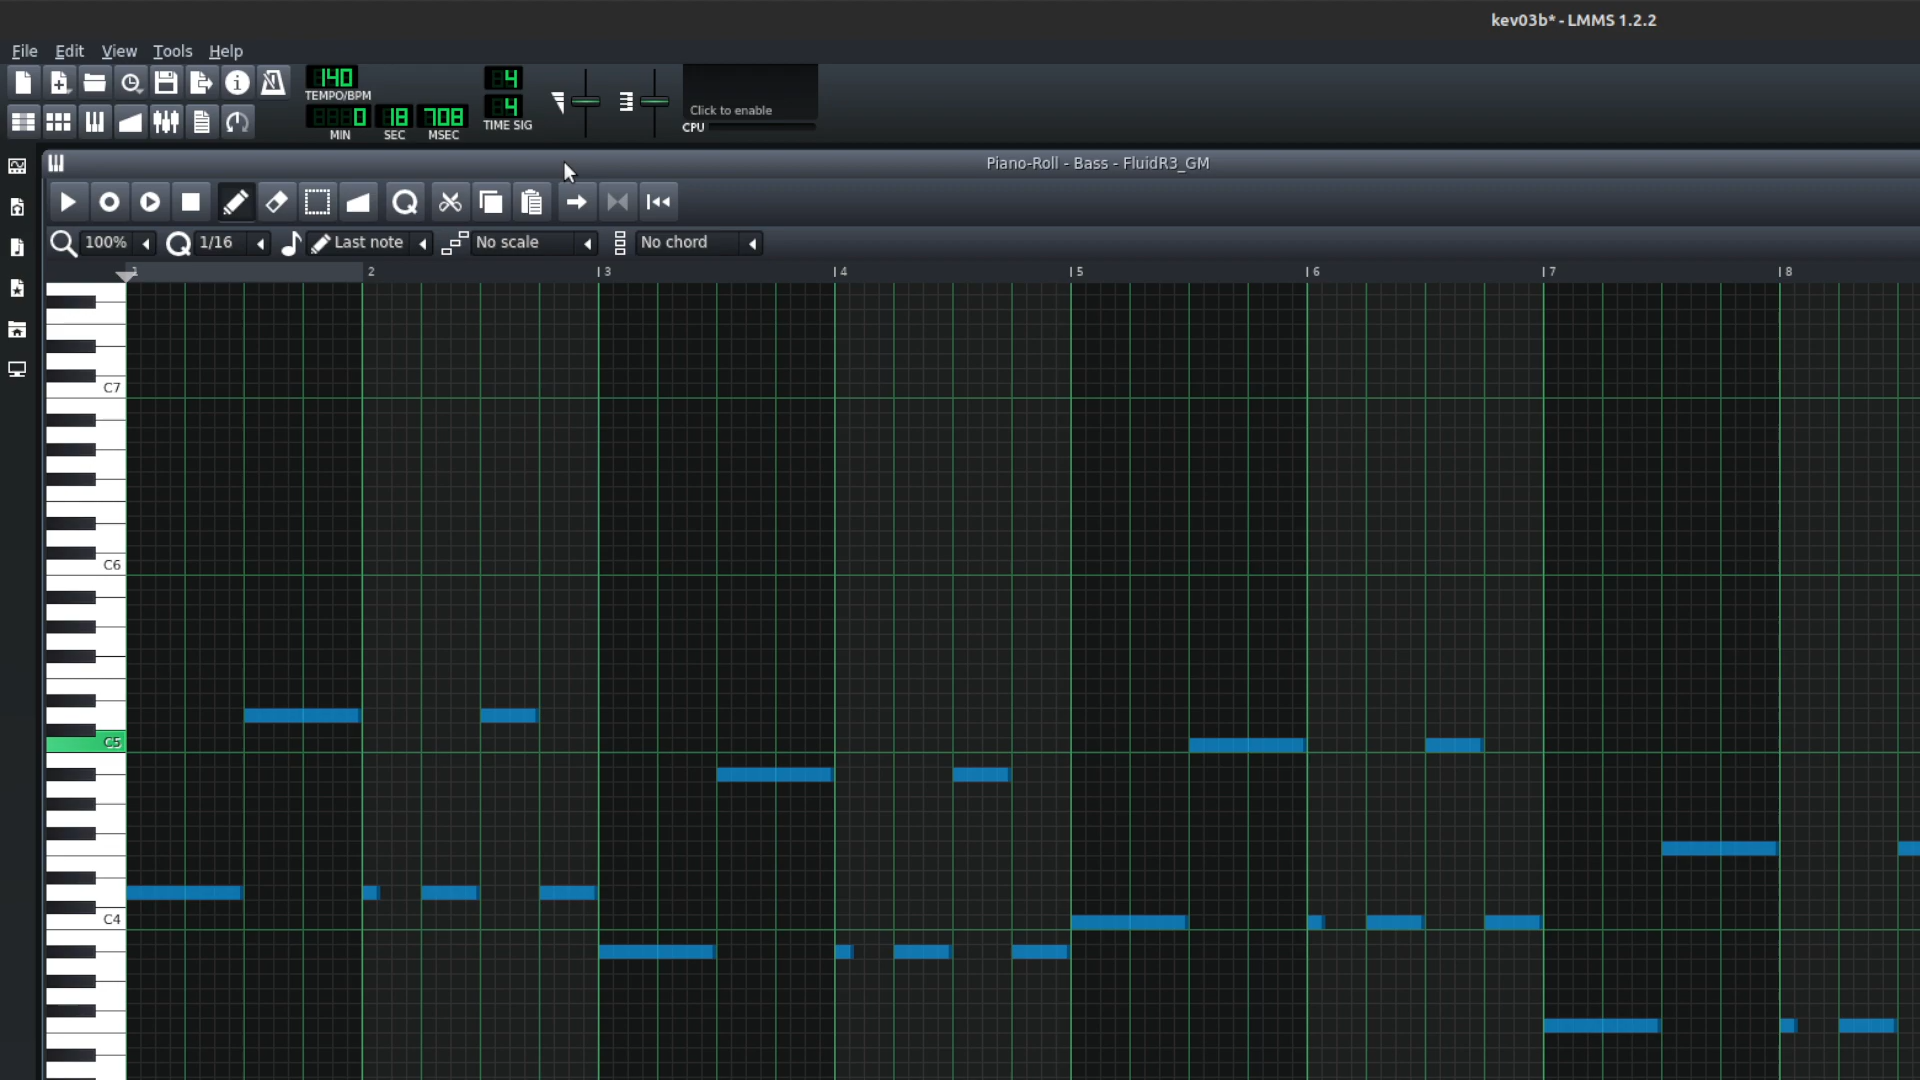 kev03b* - LMMS 1.2.2
File Edit View Tools Help
140
TEMPO/BPM
0 18 708
MIN SEC MSEC
4
4
TIME SIG
Click to enable
CPU
Piano-Roll - Bass - FluidR3_GM
100% Q 1/16 Last note No scale No chord
1 2 3 4 5 6 7 8
C7
C6
C5
C4